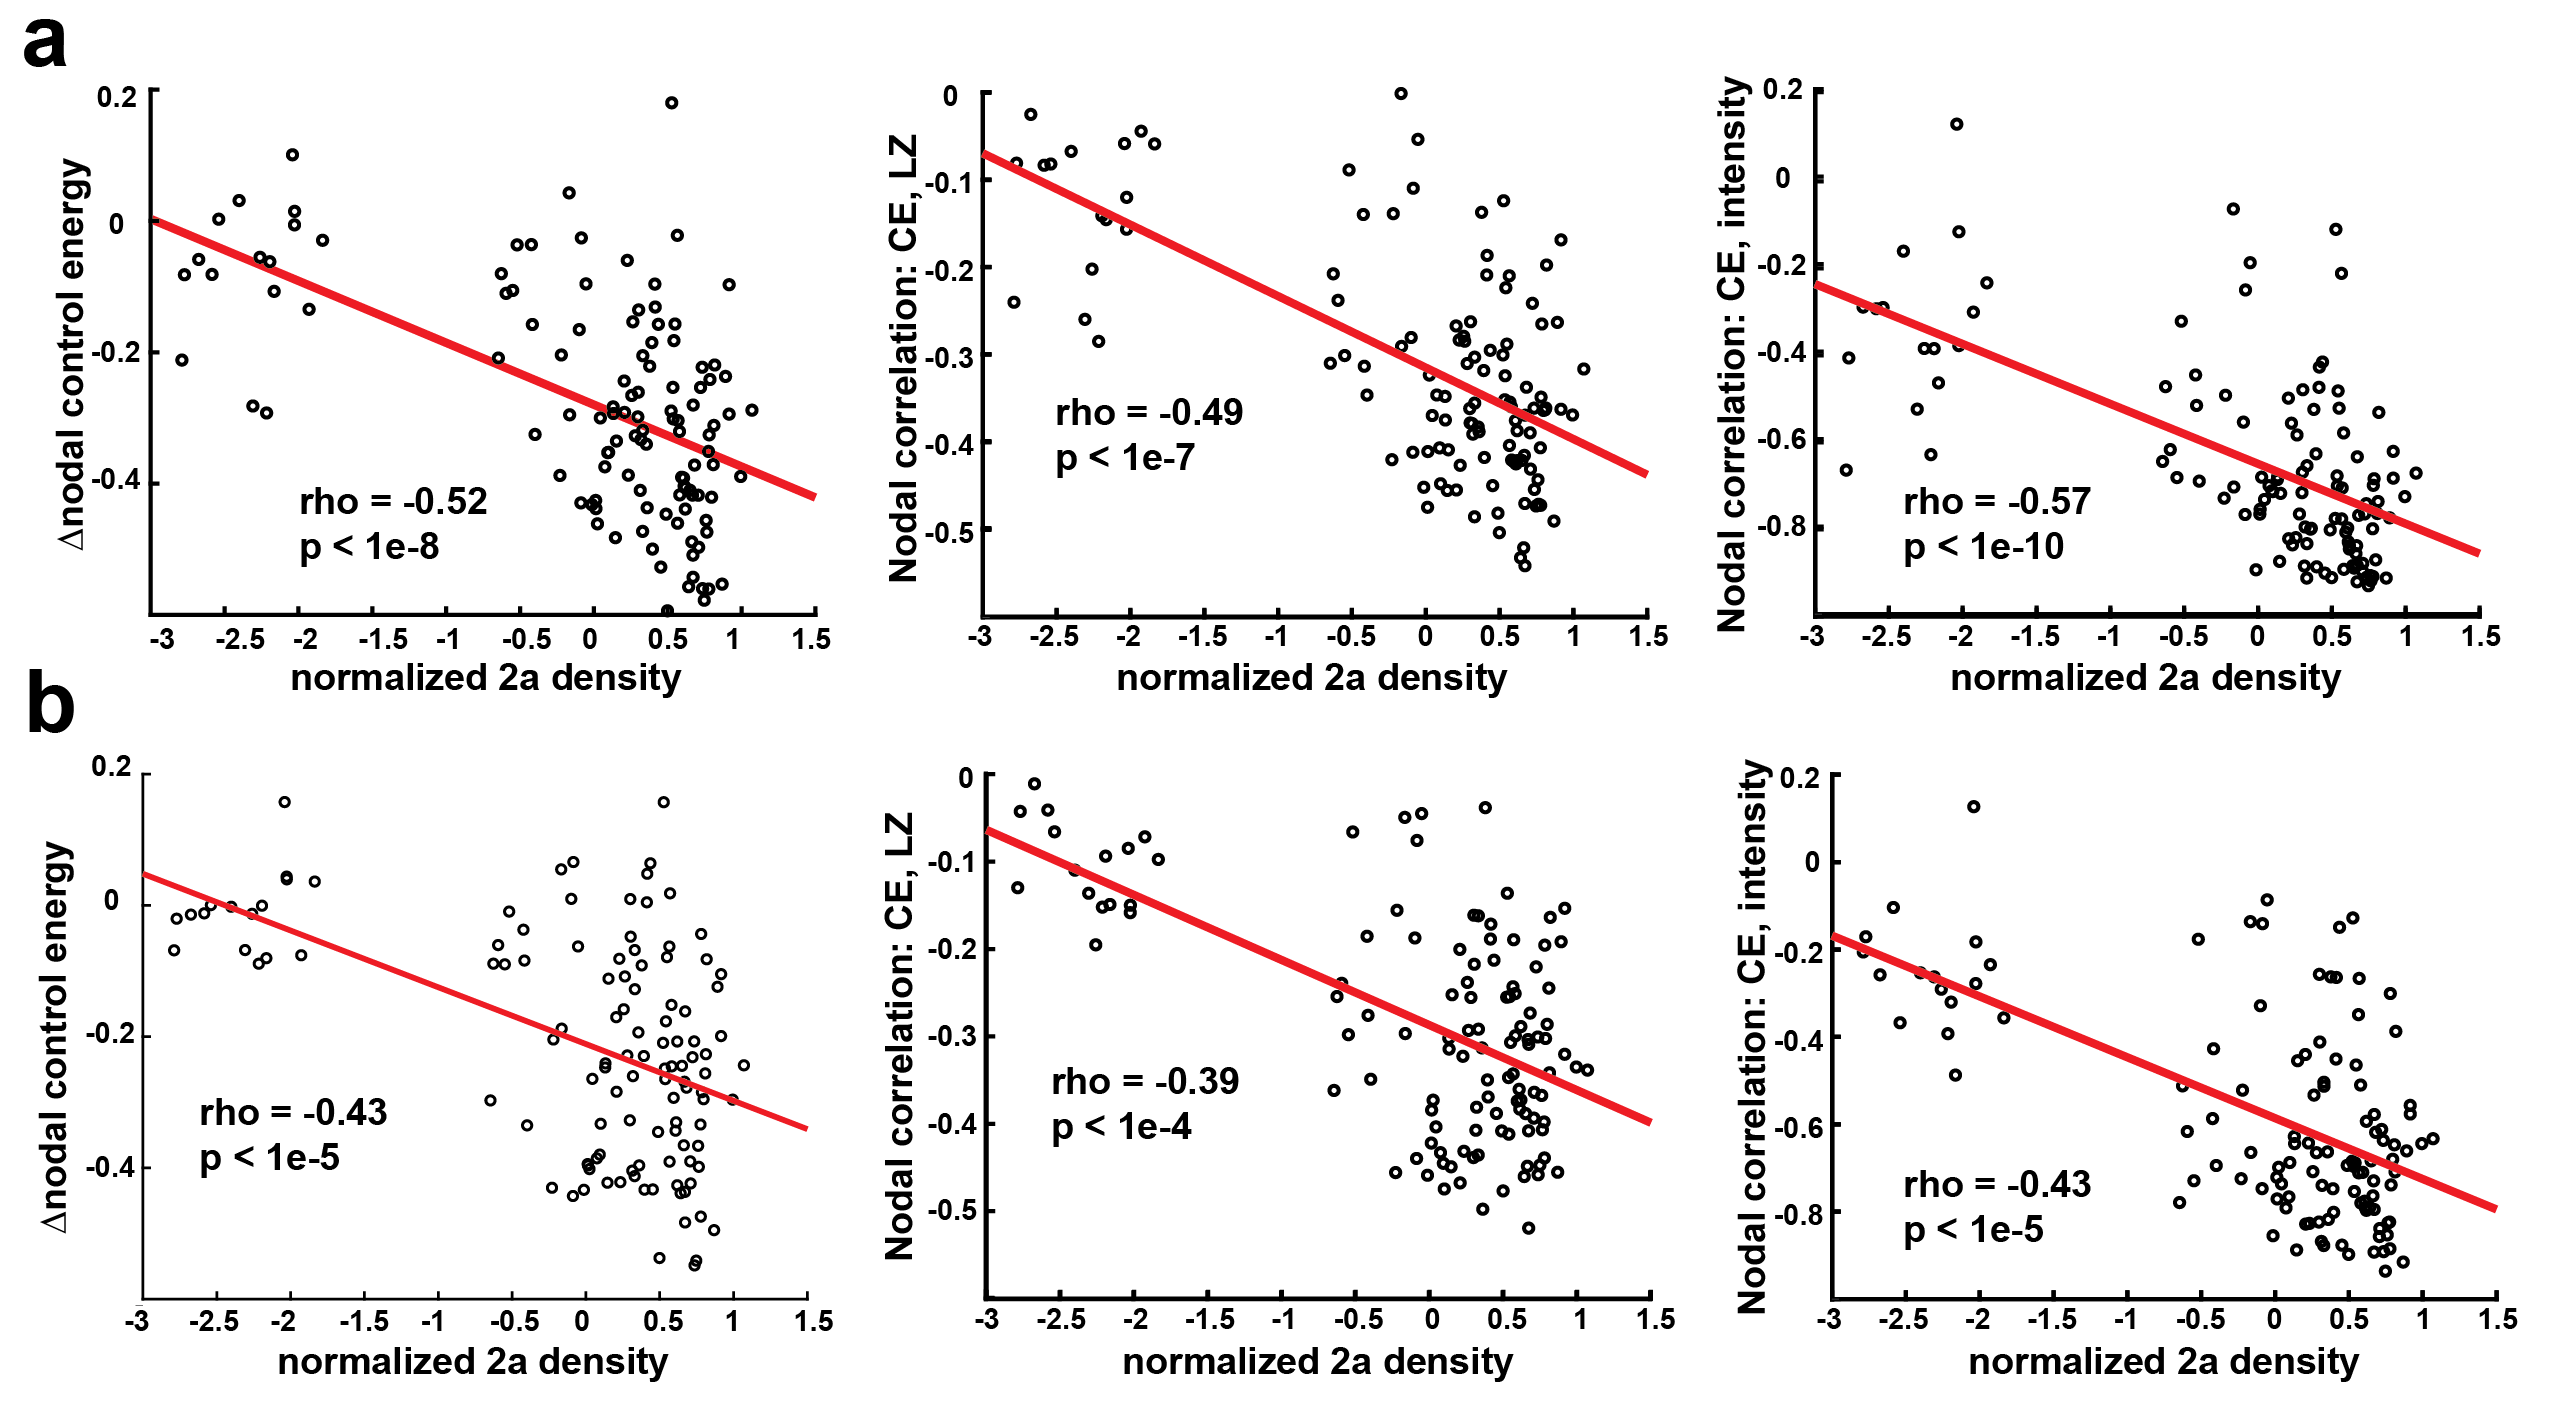 a
0.2
0
-0.2
-0.4
Δnodal control energy
rho = -0.52
p < 1e-8
-3 -2.5 -2 -1.5 -1 -0.5 0 0.5 1 1.5
normalized 2a density
0
-0.1
-0.2
-0.3
-0.4
-0.5
Nodal correlation: CE, LZ
rho = -0.49
p < 1e-7
-3 -2.5 -2 -1.5 -1 -0.5 0 0.5 1 1.5
normalized 2a density
0.2
0
-0.2
-0.4
-0.6
-0.8
Nodal correlation: CE, intensity
rho = -0.57
p < 1e-10
-3 -2.5 -2 -1.5 -1 -0.5 0 0.5 1 1.5
normalized 2a density
b
0.2
0
-0.2
-0.4
Δnodal control energy
rho = -0.43
p < 1e-5
-3 -2.5 -2 -1.5 -1 -0.5 0 0.5 1 1.5
normalized 2a density
0
-0.1
-0.2
-0.3
-0.4
-0.5
Nodal correlation: CE, LZ
rho = -0.39
p < 1e-4
-3 -2.5 -2 -1.5 -1 -0.5 0 0.5 1 1.5
normalized 2a density
0.2
0
-0.2
-0.4
-0.6
-0.8
Nodal correlation: CE, intensity
rho = -0.43
p < 1e-5
-3 -2.5 -2 -1.5 -1 -0.5 0 0.5 1 1.5
normalized 2a density